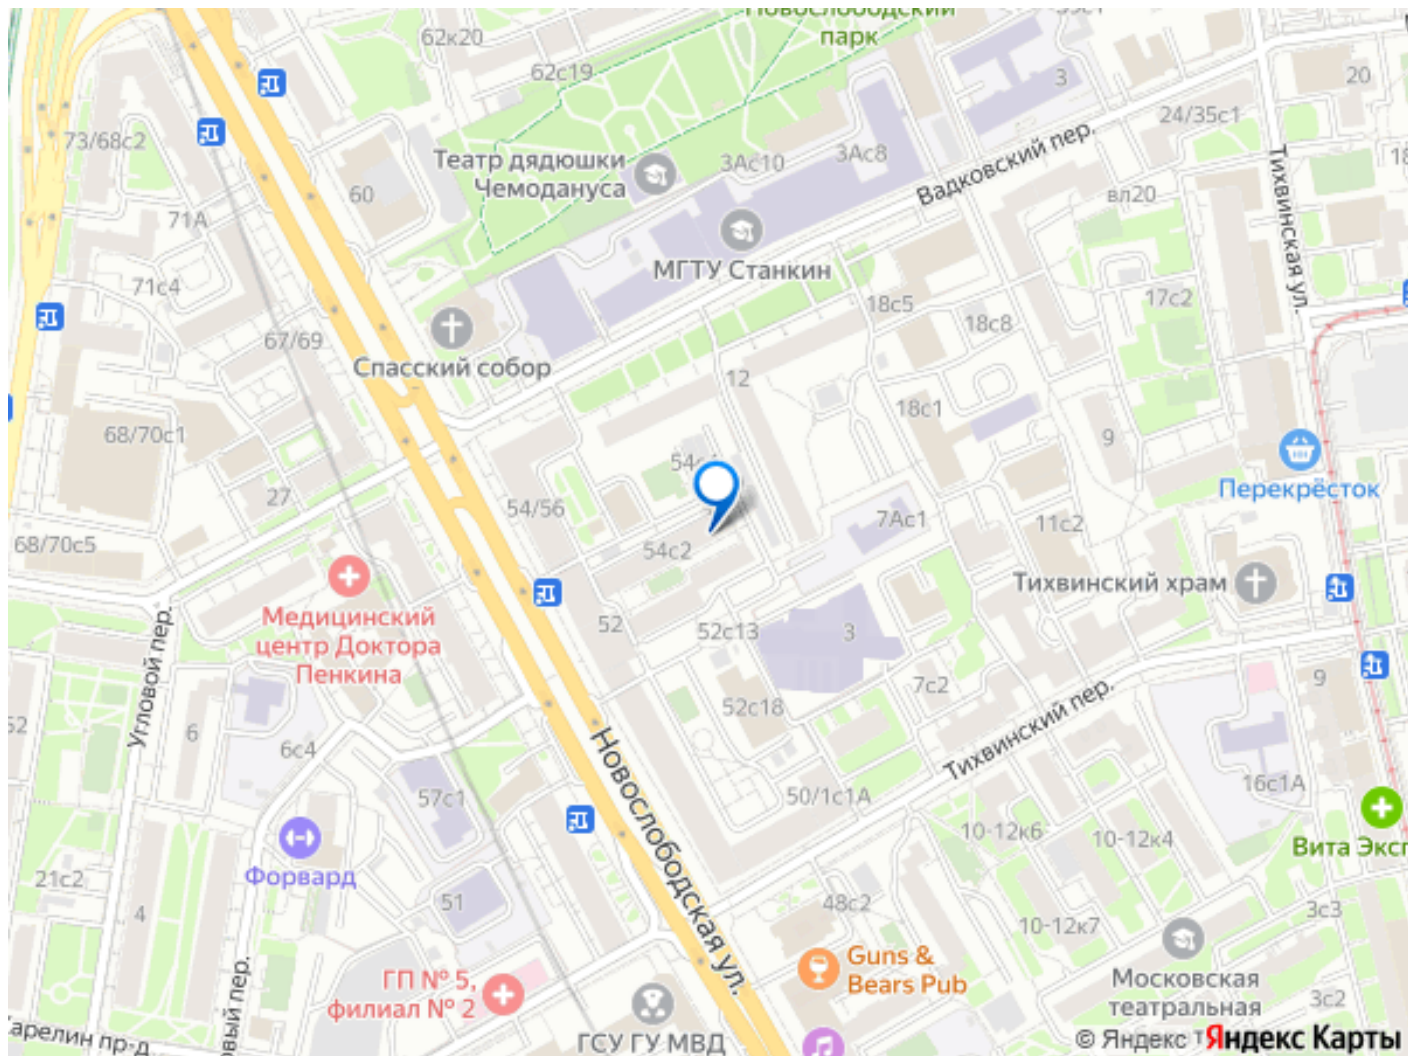 Новослободский
парк
62к20
62с19
3
20
24/35с1
73/68с2
Театр дядюшки
Чемодануса
3Ас10
3Ас8
Вадковский пер.
Тихвинская ул.
60
вл20
71А
МГТУ Станкин
71с4
18с5
17с2
18с8
67/69
Спасский собор
12
18с1
9
68/70с1
Перекрёсток
27
54/56
7Ас1
11с2
68/70с5
54с2
Тихвинский храм
Медицинский
центр Доктора
Пенкина
52
52с13
3
Угловой пер.
7с2
9
52с18
Тихвинский пер.
6
6с4
Новослободская ул.
57с1
50/1с1А
16с1А
10-12к6
10-12к4
Вита Эксп
Форвард
21с2
4
51
48с2
10-12к7
3с3
Guns &
Bears Pub
ГП № 5,
филиал № 2
Московская
театральная
3с2
ГСУ ГУ МВД
© Яндекс
Яндекс Карты